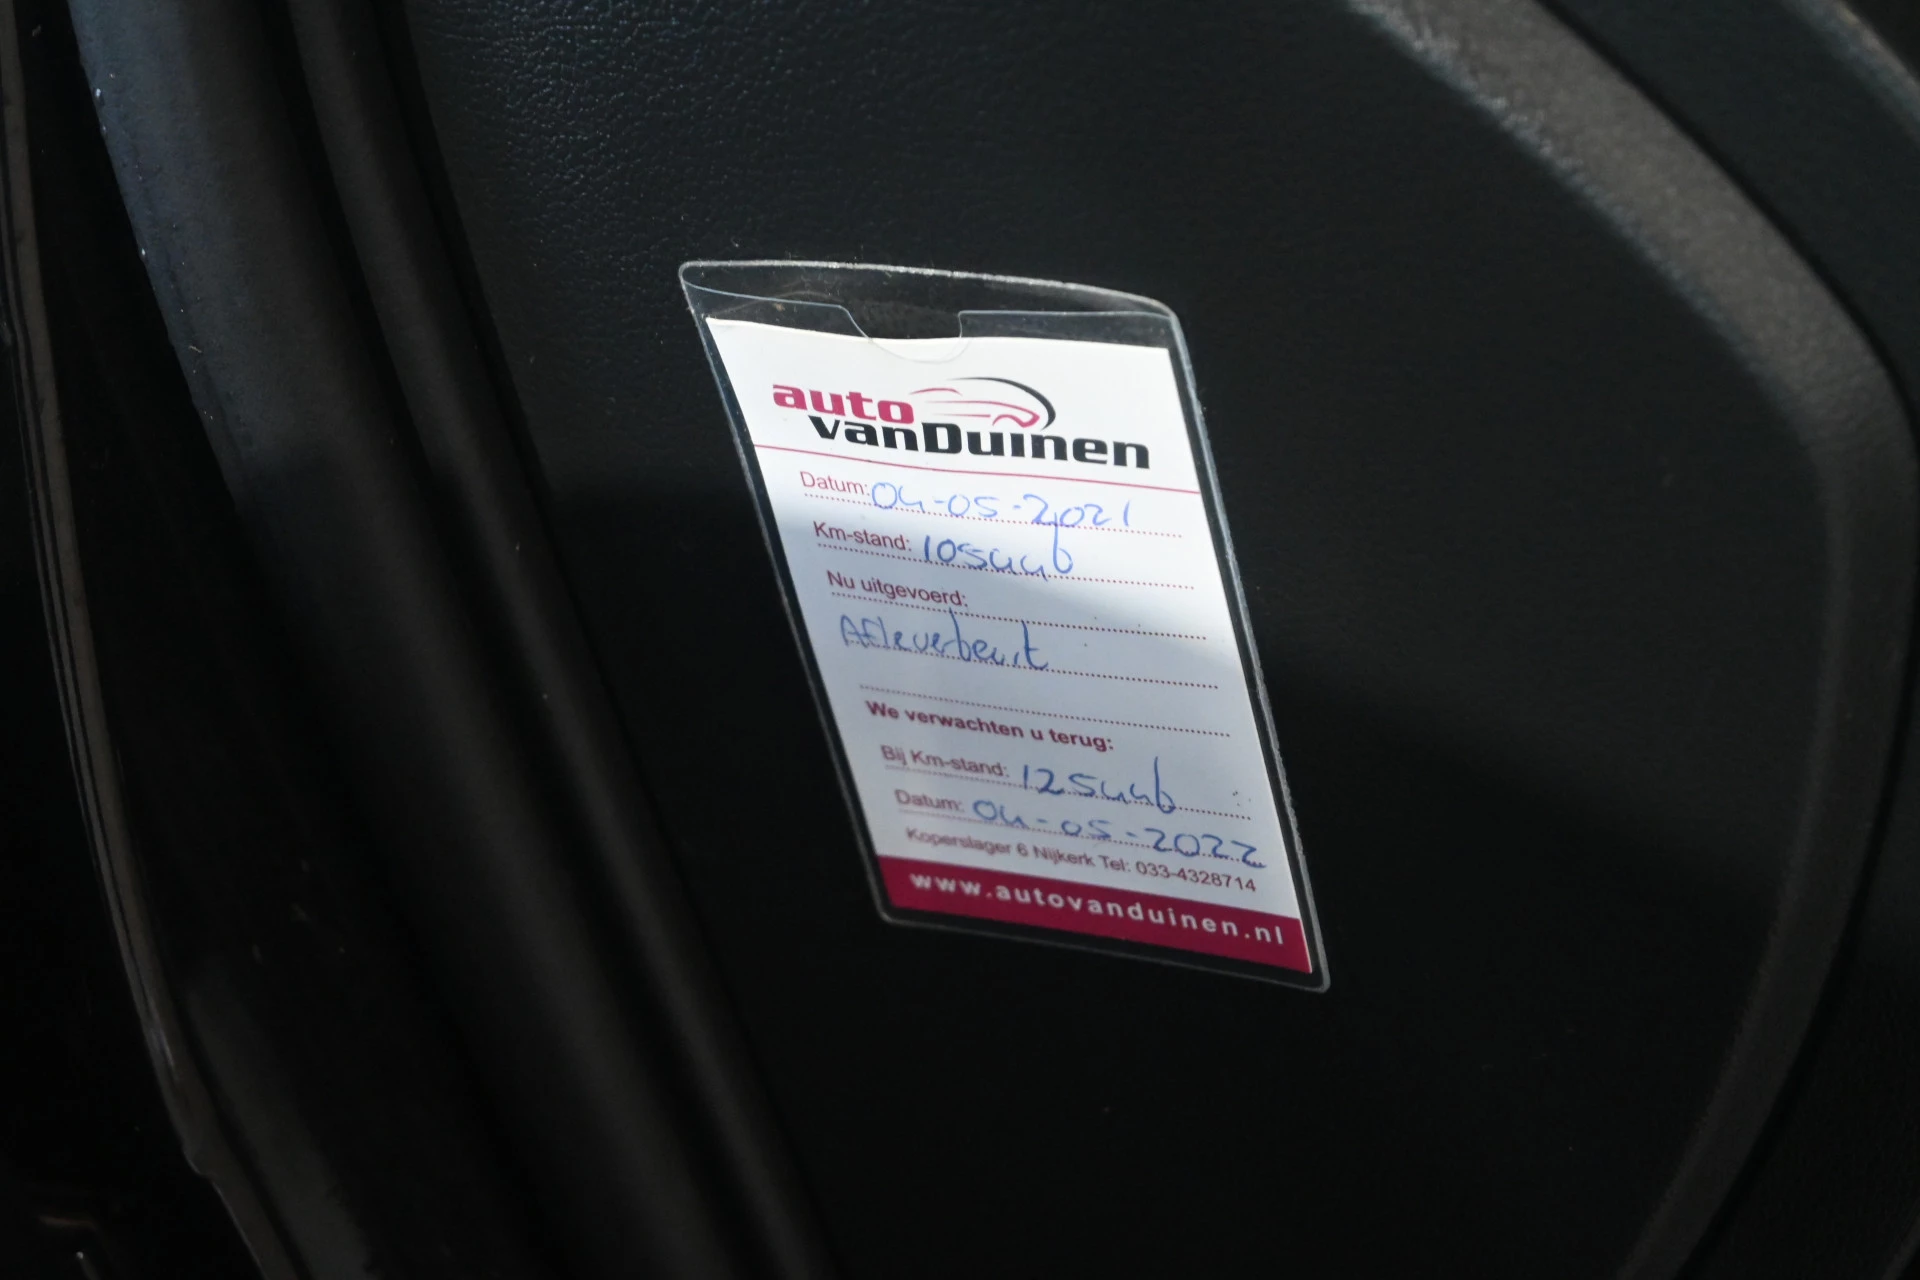 auto
vanDuinen
Datum: 04-05-2021
Km-stand: 105446
Nu uitgevoerd:
Afleverbeurt
We verwachten u terug:
Bij Km-stand: 125446
Datum: 04-05-2022
Koperslager 6 Nijkerk Tel: 033-4328714
www.autovanduinen.nl